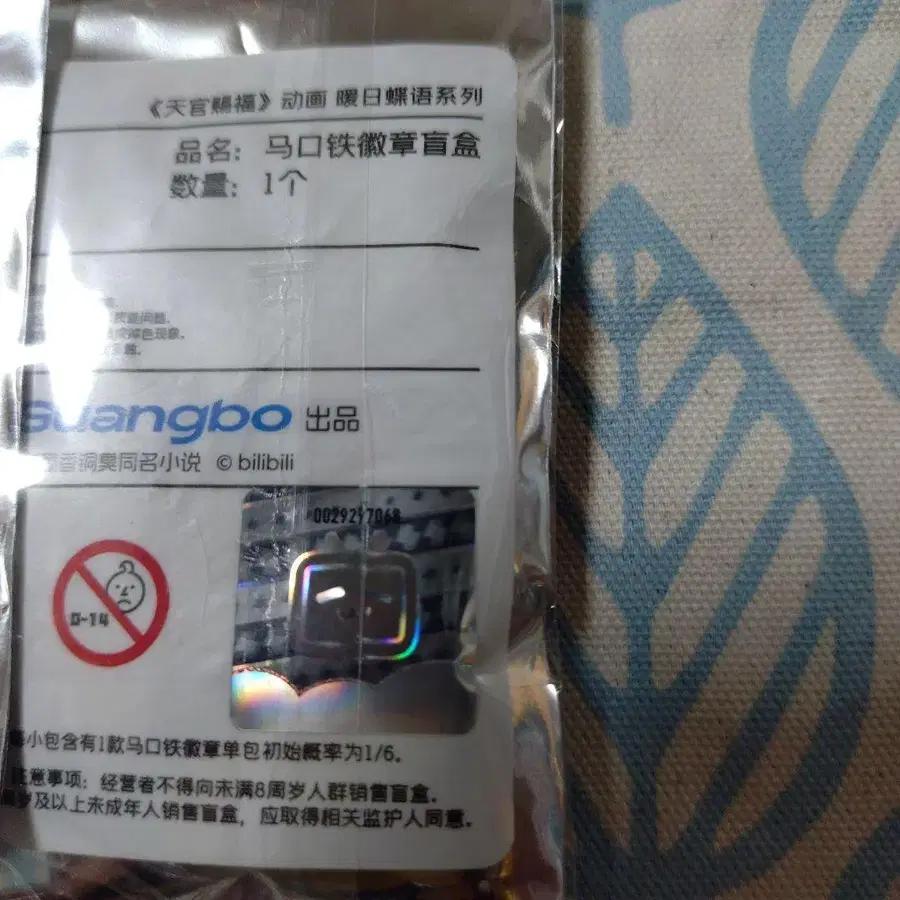 《天官赐福》动画 暖日蝶语系列
品名: 马口铁徽章盲盒
数量: 1个
Guangbo 出品
香铜臭同名小说 © bilibili
0029297068
0-14
小包含有1款马口铁徽章单包初始概率为1/6。
注意事项: 经营者不得向未满8周岁人群销售盲盒.
岁及以上未成年人销售盲盒, 应取得相关监护人同意.